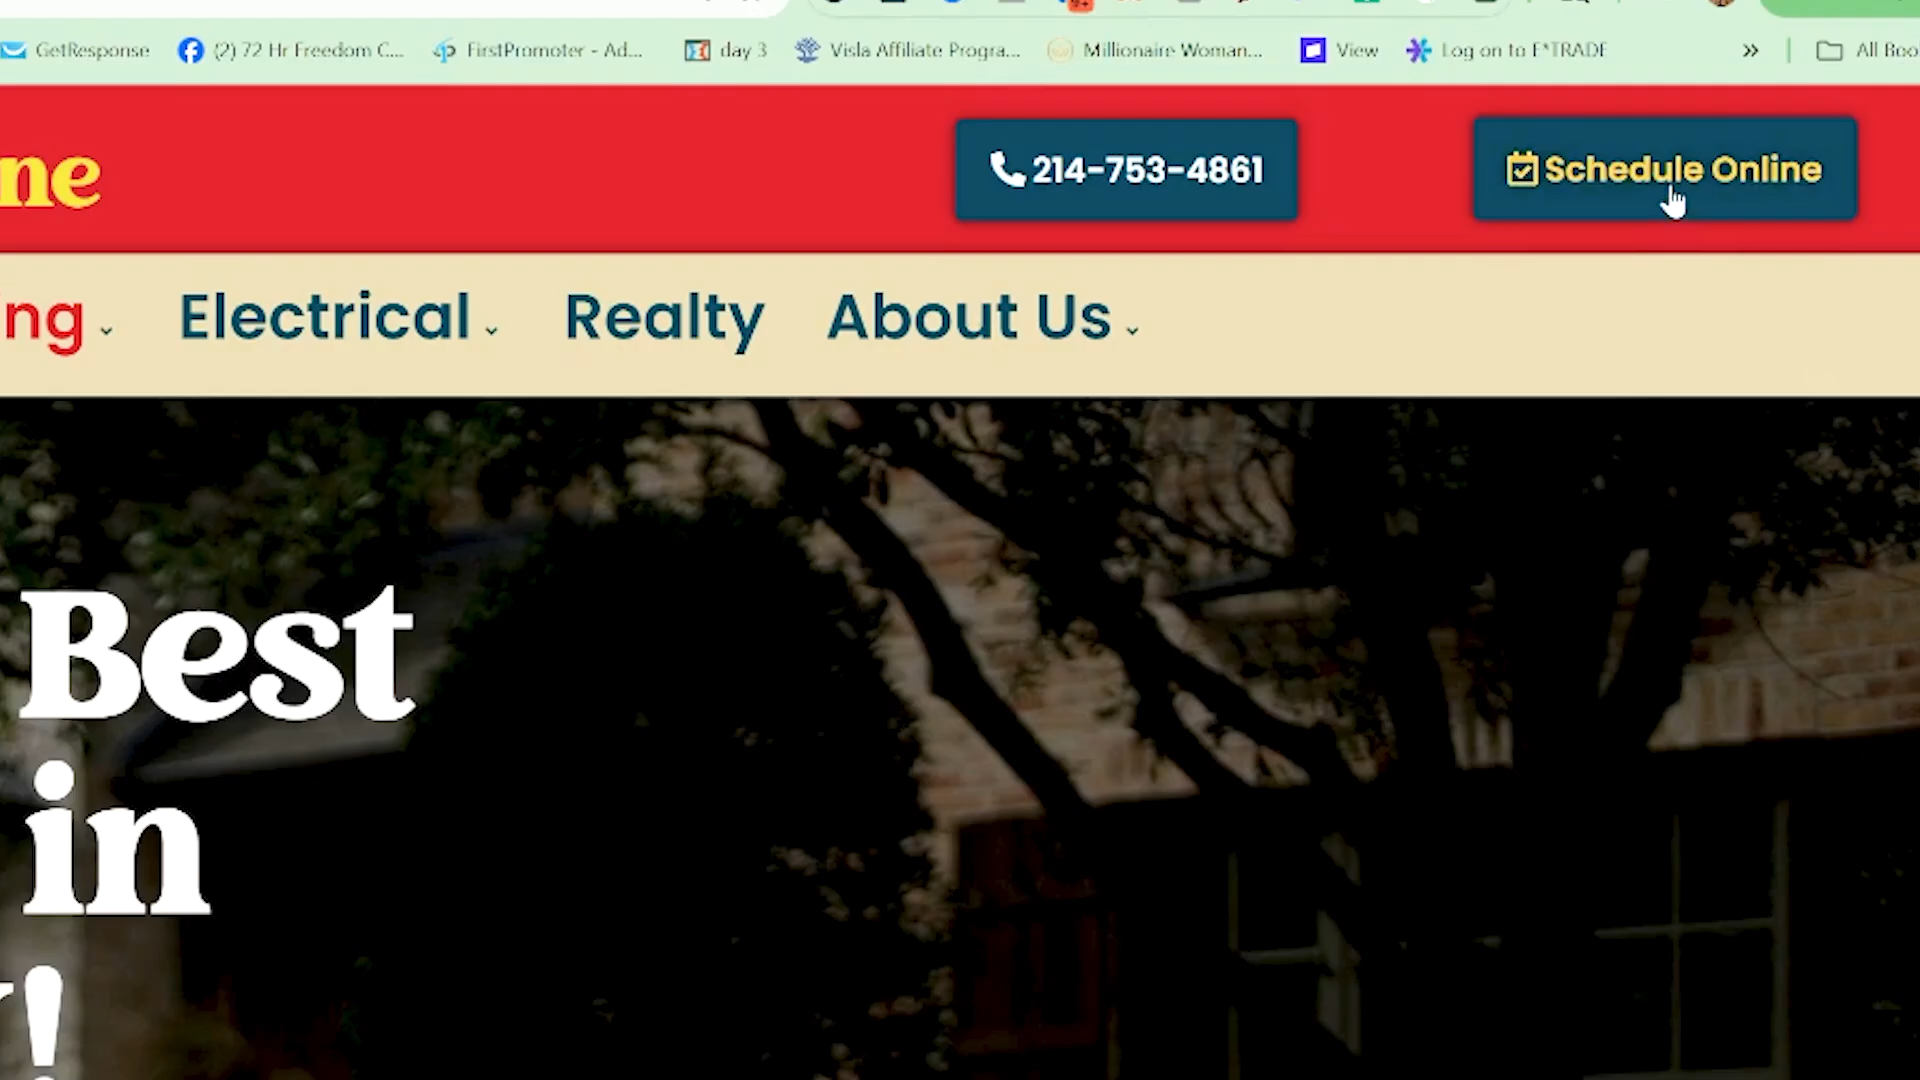 GetResponse (2) 72 Hr Freedom C... FirstPromoter - Ad... day 3 Visla Affiliate Progra... Millionaire Woman... View Log on to E*TRADE » All Boo
ne 214-753-4861 Schedule Online
ng Electrical Realty About Us
Best
in
!